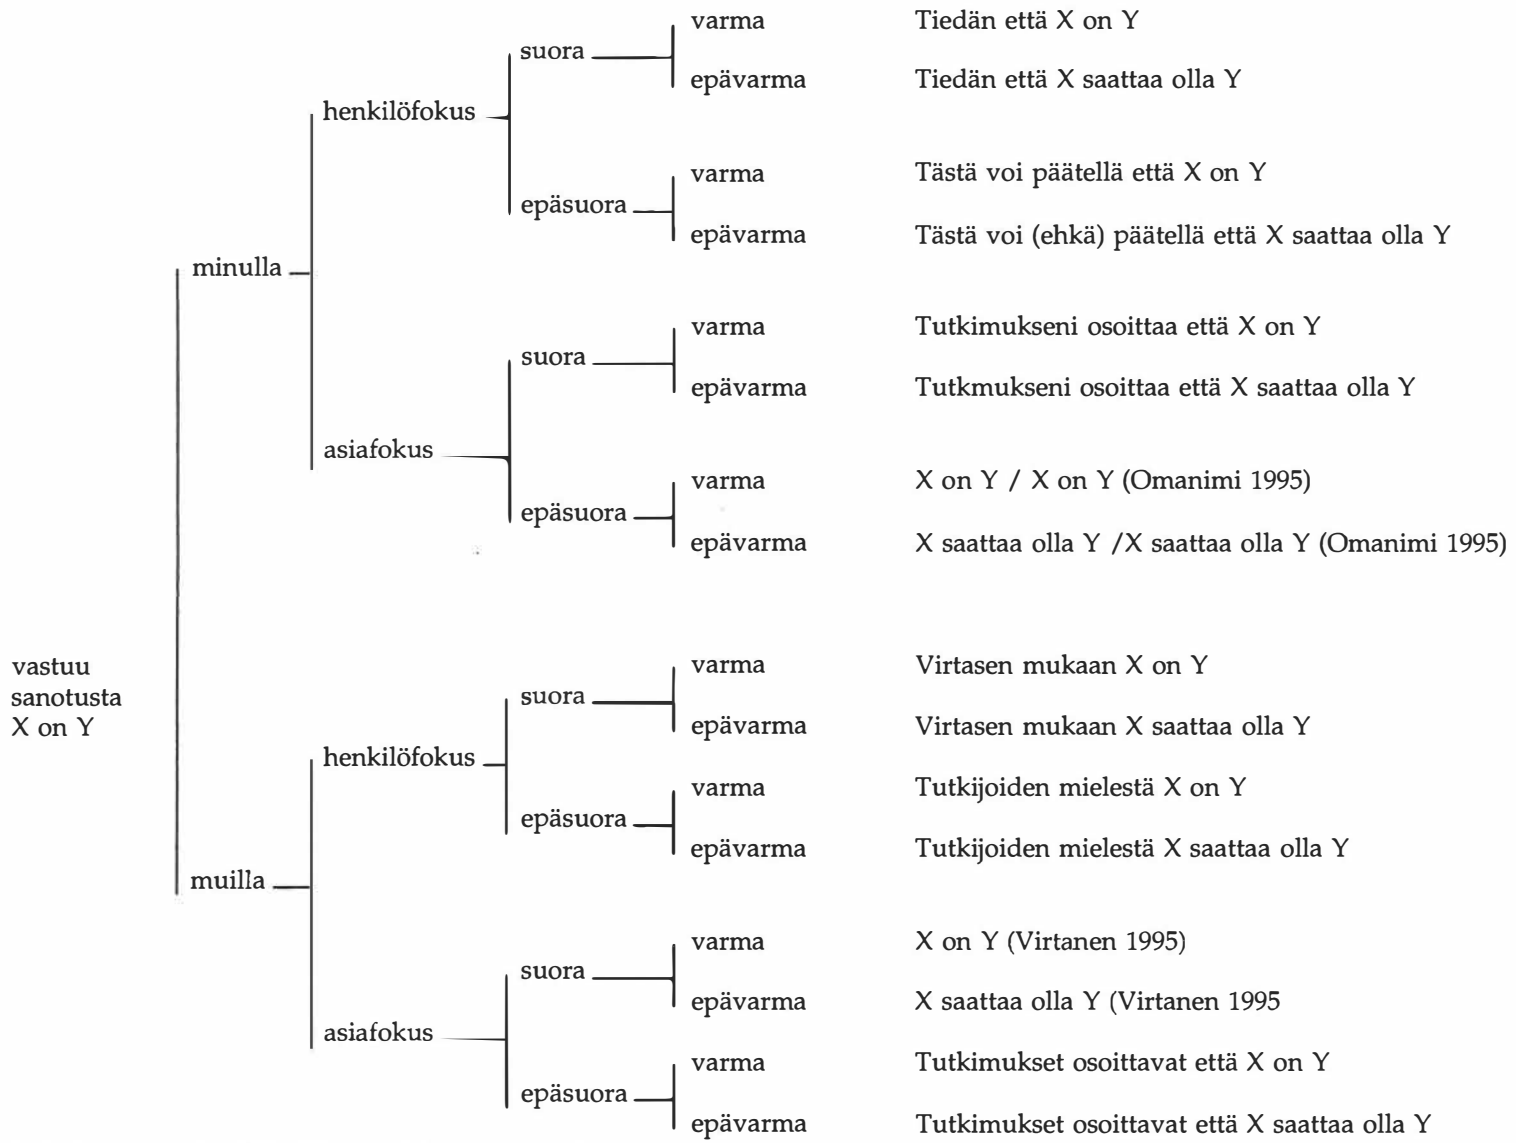 varma Tiedän että X on Y
suora
epävarma Tiedän että X saattaa olla Y
henkilöfokus
varma Tästä voi päätellä että X on Y
epäsuora
epävarma Tästä voi (ehkä) päätellä että X saattaa olla Y
minulla
varma Tutkimukseni osoittaa että X on Y
suora
epävarma Tutkmukseni osoittaa että X saattaa olla Y
asiafokus
varma X on Y / X on Y (Omanimi 1995)
epäsuora
epävarma X saattaa olla Y /X saattaa olla Y (Omanimi 1995)
vastuu
sanotusta
X on Y
varma Virtasen mukaan X on Y
suora
epävarma Virtasen mukaan X saattaa olla Y
henkilöfokus
varma Tutkijoiden mielestä X on Y
epäsuora
epävarma Tutkijoiden mielestä X saattaa olla Y
muilla
varma X on Y (Virtanen 1995)
suora
epävarma X saattaa olla Y (Virtanen 1995
asiafokus
varma Tutkimukset osoittavat että X on Y
epäsuora
epävarma Tutkimukset osoittavat että X saattaa olla Y